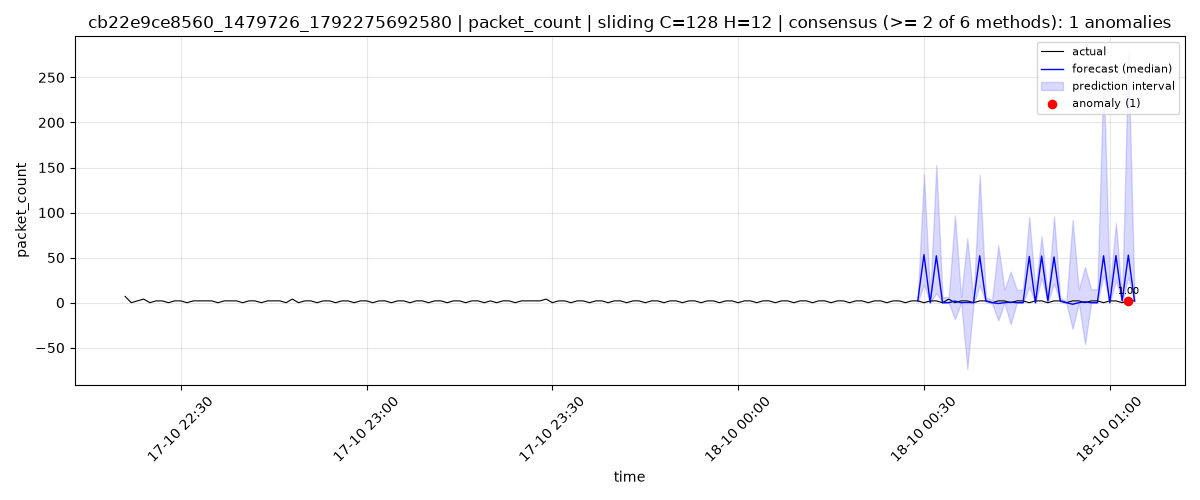 cb22e9ce8560_1479726_1792275692580 | packet_count | sliding C=128 H=12 | consensus (>= 2 of 6 methods): 1 anomalies
actual
forecast (median)
prediction interval
anomaly (1)
packet_count
250
200
150
100
50
0
−50
1.00
17-10 22:30
17-10 23:00
17-10 23:30
18-10 00:00
18-10 00:30
18-10 01:00
time